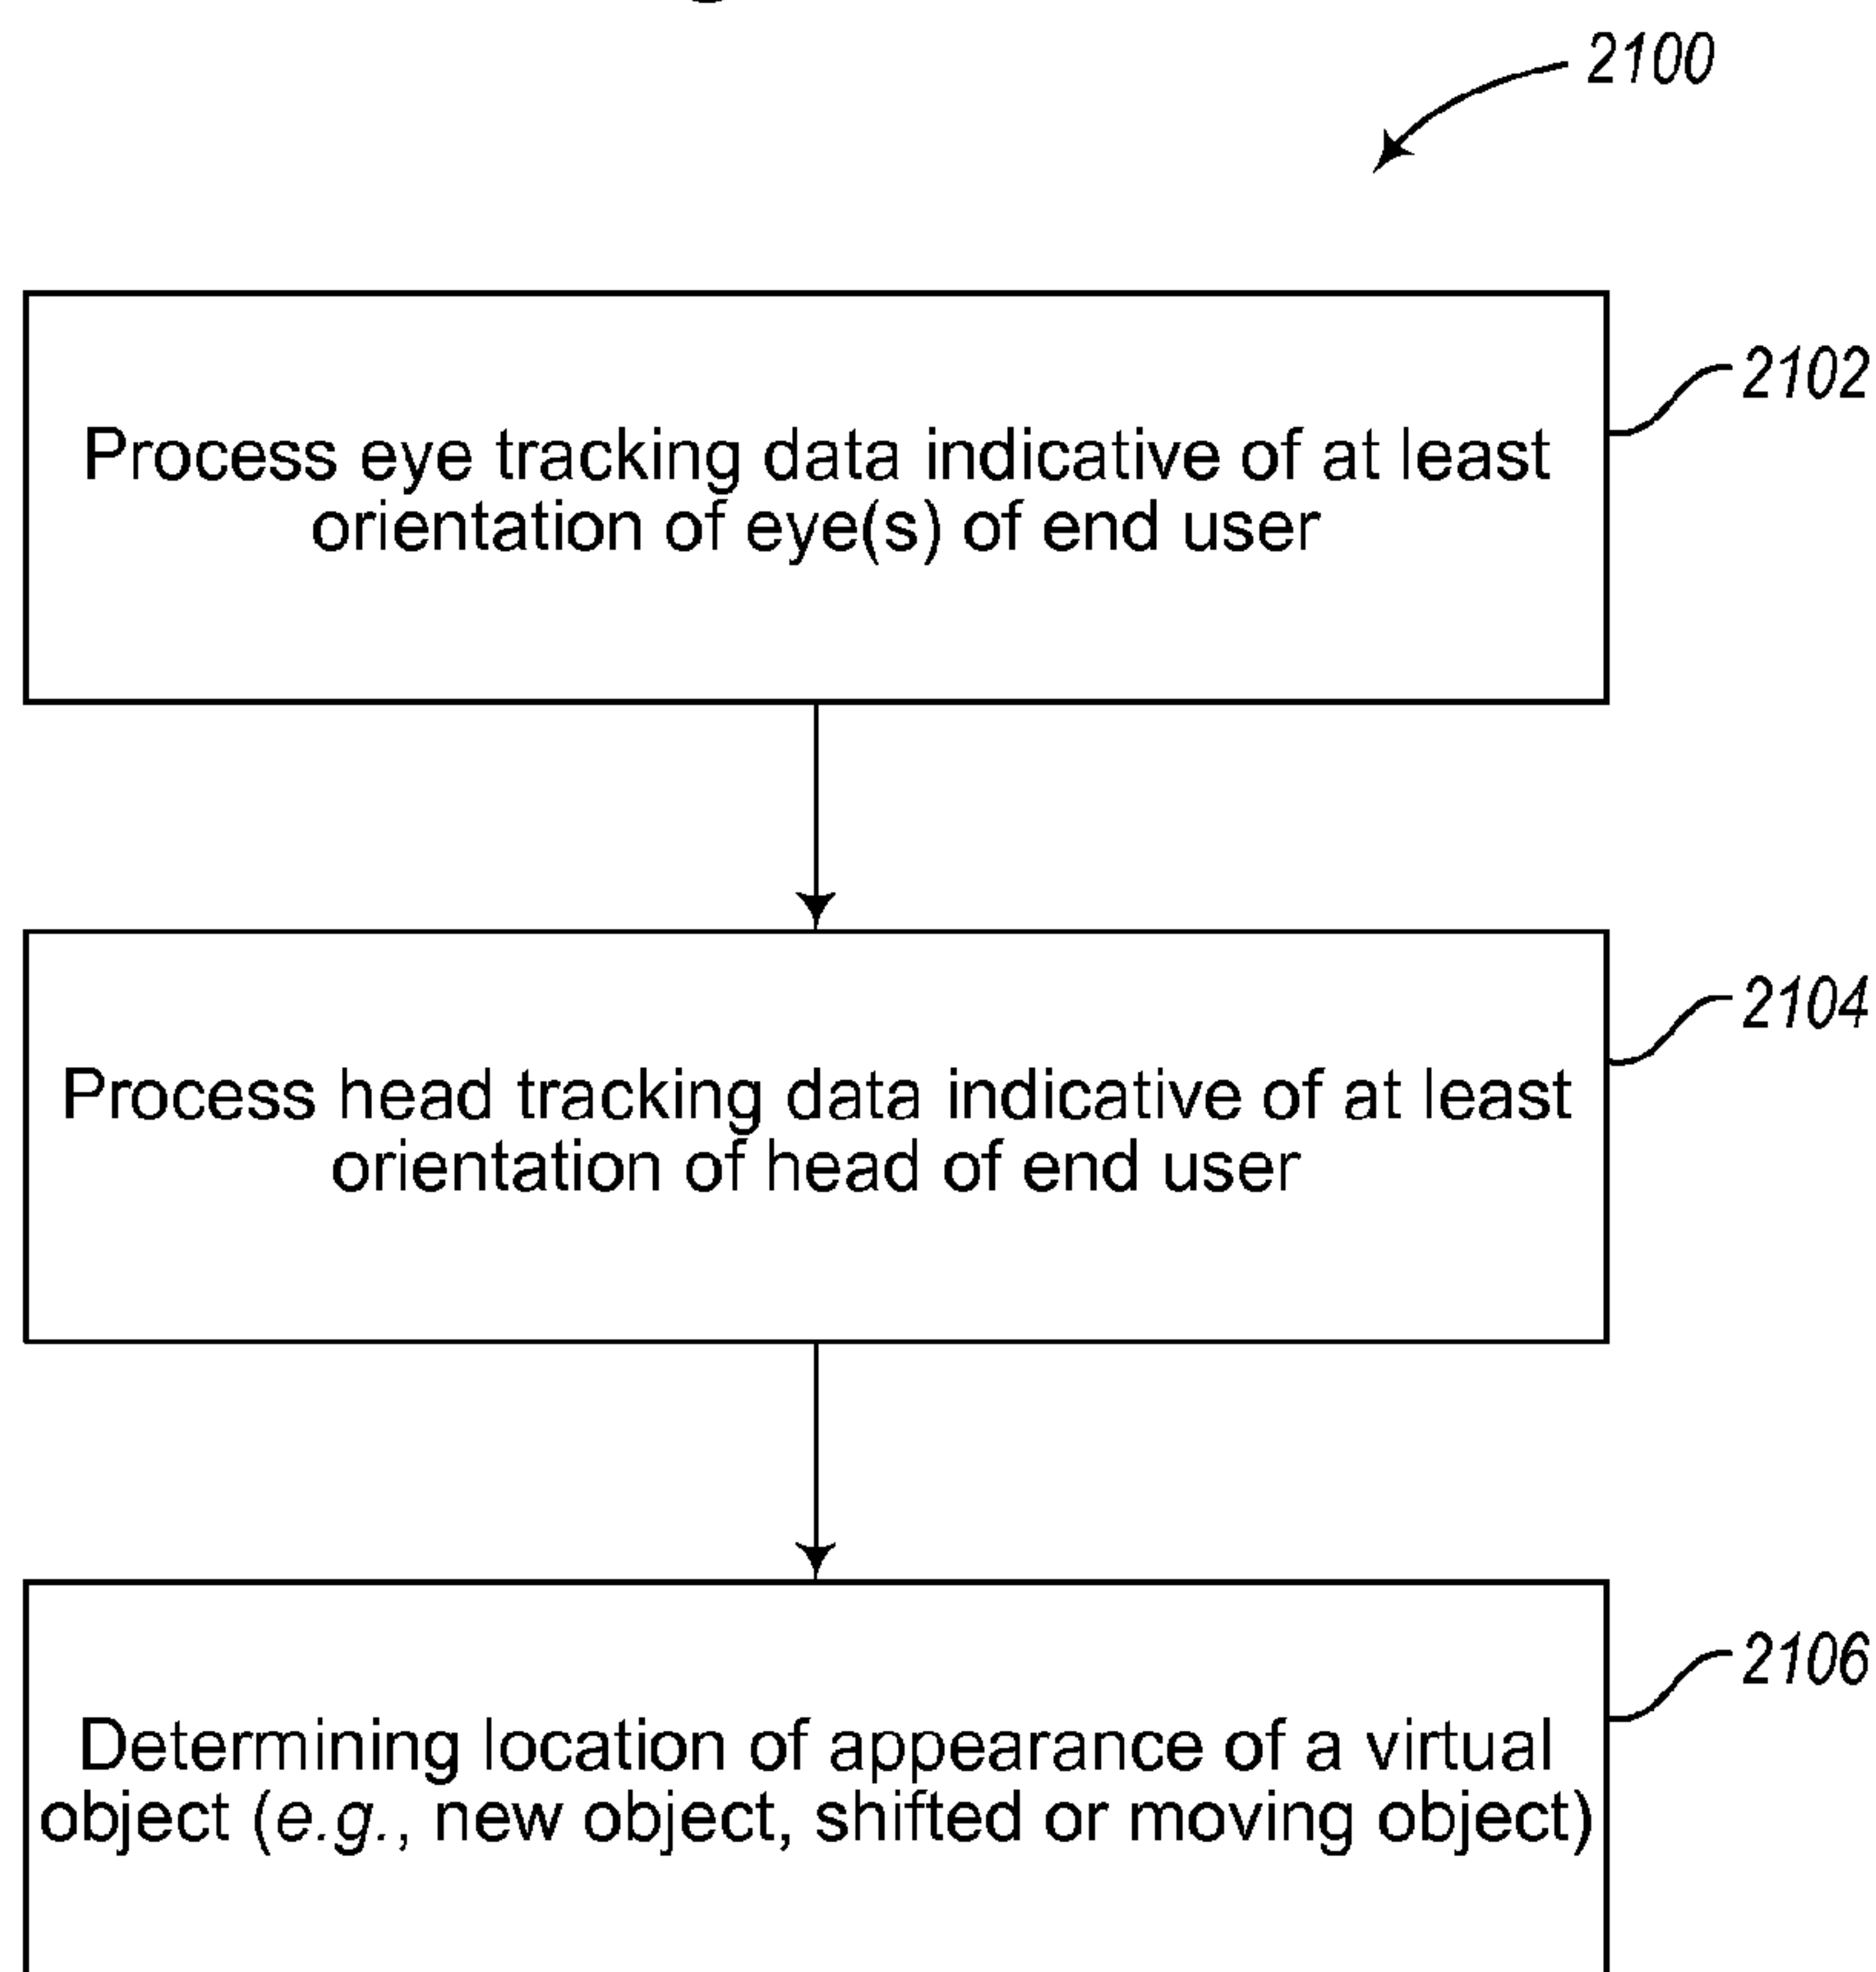 2100
2102
Process eye tracking data indicative of at least
orientation of eye(s) of end user
2104
Process head tracking data indicative of at least
orientation of head of end user
2106
Determining location of appearance of a virtual
object (e.g., new object, shifted or moving object)